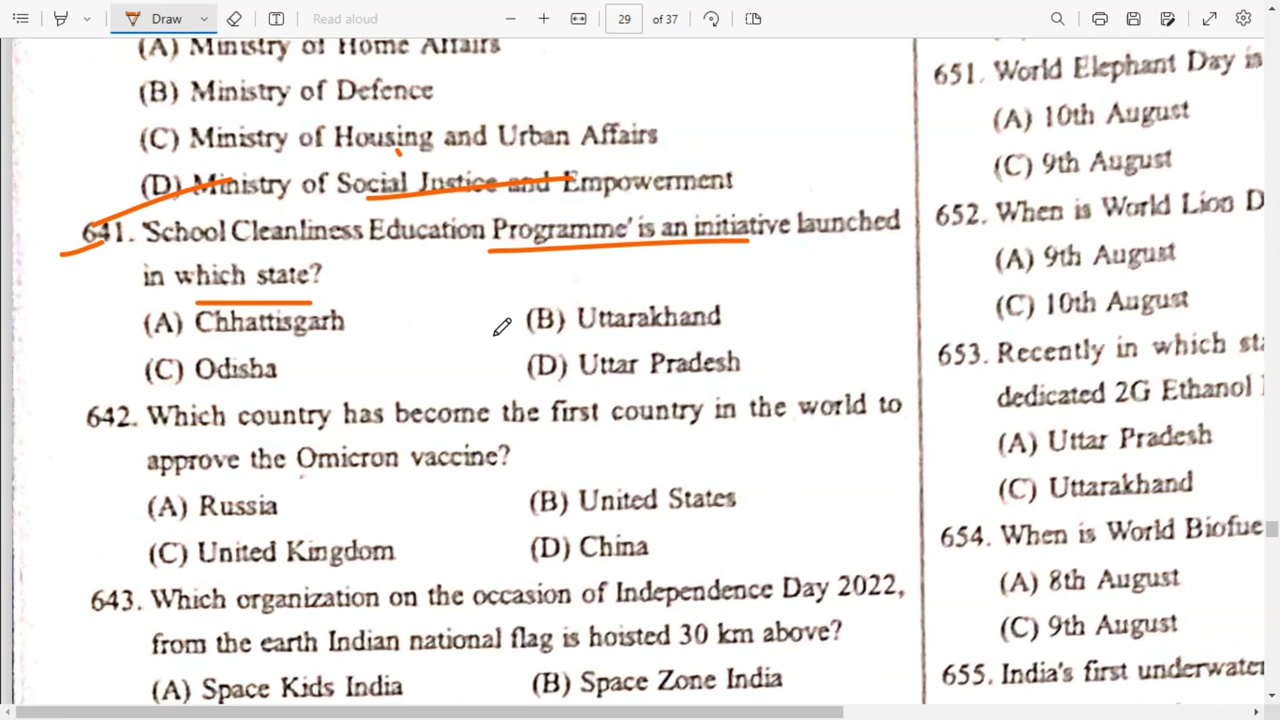 Draw
Read aloud
29 of 37
(A) Ministry of Home Affairs
(B) Ministry of Defence
(C) Ministry of Housing and Urban Affairs
(D) Ministry of Social Justice and Empowerment
641. 'School Cleanliness Education Programme' is an initiative launched
in which state?
(A) Chhattisgarh (B) Uttarakhand
(C) Odisha (D) Uttar Pradesh
642. Which country has become the first country in the world to
approve the Omicron vaccine?
(A) Russia (B) United States
(C) United Kingdom (D) China
643. Which organization on the occasion of Independence Day 2022,
from the earth Indian national flag is hoisted 30 km above?
(A) Space Kids India (B) Space Zone India
651. World Elephant Day is
(A) 10th August
(C) 9th August
652. When is World Lion D
(A) 9th August
(C) 10th August
653. Recently in which sta
dedicated 2G Ethanol
(A) Uttar Pradesh
(C) Uttarakhand
654. When is World Biofue
(A) 8th August
(C) 9th August
655. India's first underwater